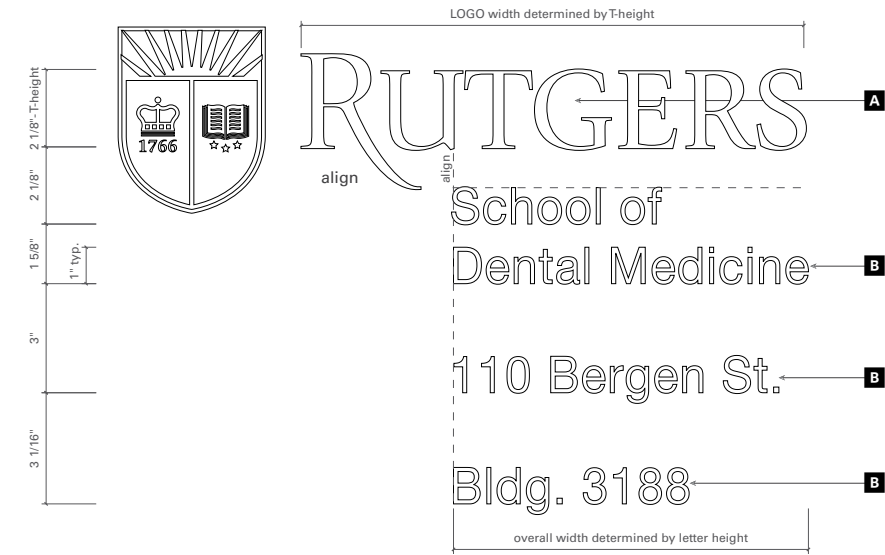 LOGO width determined by T-height
RUTGERS
A
2 1/8"-T-height
1766
align
align
2 1/8"
School of
1 5/8"
1" typ.
Dental Medicine
B
3"
110 Bergen St.
B
3 1/16"
Bldg. 3188
B
overall width determined by letter height